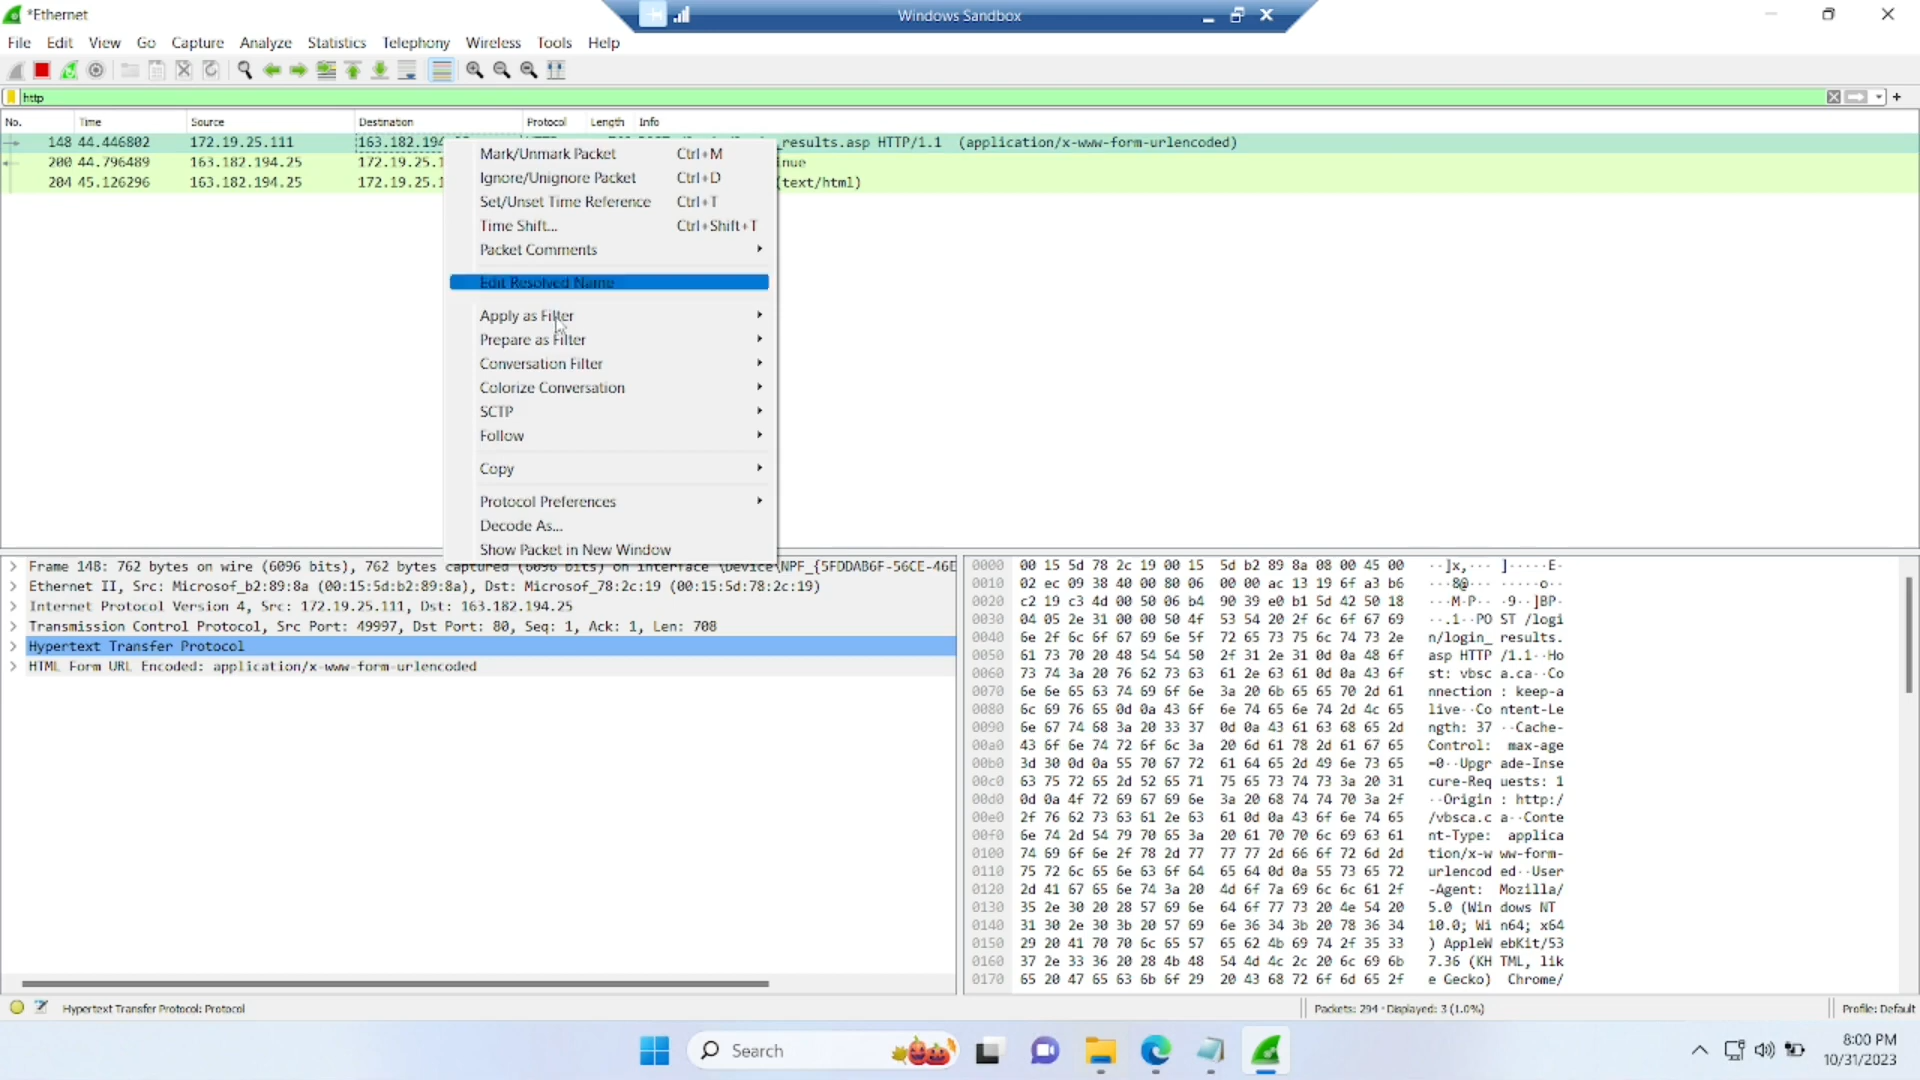 *Ethernet
Windows Sandbox
File Edit View Go Capture Analyze Statistics Telephony Wireless Tools Help
http
No. Time Source Destination Protocol Length Info
148 44.446802 172.19.25.111 163.182.194 _results.asp HTTP/1.1 (application/x-www-form-urlencoded)
200 44.796489 163.182.194.25 172.19.25.1 nue
204 45.126296 163.182.194.25 172.19.25.1 (text/html)
Mark/Unmark Packet Ctrl+M
Ignore/Unignore Packet Ctrl+D
Set/Unset Time Reference Ctrl+T
Time Shift... Ctrl+Shift+T
Packet Comments
Edit Resolved Name
Apply as Filter
Prepare as Filter
Conversation Filter
Colorize Conversation
SCTP
Follow
Copy
Protocol Preferences
Decode As...
Show Packet in New Window
Frame 148: 762 bytes on wire (6096 bits), 762 bytes captured (6096 bits) on interface \Device\NPF_{5FDDAB6F-56CE-46E
Ethernet II, Src: Microsof_b2:89:8a (00:15:5d:b2:89:8a), Dst: Microsof_78:2c:19 (00:15:5d:78:2c:19)
Internet Protocol Version 4, Src: 172.19.25.111, Dst: 163.182.194.25
Transmission Control Protocol, Src Port: 49997, Dst Port: 80, Seq: 1, Ack: 1, Len: 708
Hypertext Transfer Protocol
HTML Form URL Encoded: application/x-www-form-urlencoded
0000 00 15 5d 78 2c 19 00 15 5d b2 89 8a 08 00 45 00 ··]x,··· ]·····E·
0010 02 ec 09 38 40 00 80 06 00 00 ac 13 19 6f a3 b6 ···8@··· ·····o··
0020 c2 19 c3 4d 00 50 06 b4 90 39 e0 b1 5d 42 50 18 ···M·P·· ·9··]BP·
0030 04 05 2e 31 00 00 50 4f 53 54 20 2f 6c 6f 67 69 ··.1··PO ST /logi
0040 6e 2f 6c 6f 67 69 6e 5f 72 65 73 75 6c 74 73 2e n/login_ results.
0050 61 73 70 20 48 54 54 50 2f 31 2e 31 0d 0a 48 6f asp HTTP /1.1··Ho
0060 73 74 3a 20 76 62 73 63 61 2e 63 61 0d 0a 43 6f st: vbsc a.ca··Co
0070 6e 6e 65 63 74 69 6f 6e 3a 20 6b 65 65 70 2d 61 nnection : keep-a
0080 6c 69 76 65 0d 0a 43 6f 6e 74 65 6e 74 2d 4c 65 live··Co ntent-Le
0090 6e 67 74 68 3a 20 33 37 0d 0a 43 61 63 68 65 2d ngth: 37 ··Cache-
00a0 43 6f 6e 74 72 6f 6c 3a 20 6d 61 78 2d 61 67 65 Control: max-age
00b0 3d 30 0d 0a 55 70 67 72 61 64 65 2d 49 6e 73 65 =0··Upgr ade-Inse
00c0 63 75 72 65 2d 52 65 71 75 65 73 74 73 3a 20 31 cure-Req uests: 1
00d0 0d 0a 4f 72 69 67 69 6e 3a 20 68 74 74 70 3a 2f ··Origin : http:/
00e0 2f 76 62 73 63 61 2e 63 61 0d 0a 43 6f 6e 74 65 /vbsca.c a··Conte
00f0 6e 74 2d 54 79 70 65 3a 20 61 70 70 6c 69 63 61 nt-Type: applica
0100 74 69 6f 6e 2f 78 2d 77 77 77 2d 66 6f 72 6d 2d tion/x-w ww-form-
0110 75 72 6c 65 6e 63 6f 64 65 64 0d 0a 55 73 65 72 urlencod ed··User
0120 2d 41 67 65 6e 74 3a 20 4d 6f 7a 69 6c 6c 61 2f -Agent: Mozilla/
0130 35 2e 30 20 28 57 69 6e 64 6f 77 73 20 4e 54 20 5.0 (Win dows NT
0140 31 30 2e 30 3b 20 57 69 6e 36 34 3b 20 78 36 34 10.0; Wi n64; x64
0150 29 20 41 70 70 6c 65 57 65 62 4b 69 74 2f 35 33 ) AppleW ebKit/53
0160 37 2e 33 36 20 28 4b 48 54 4d 4c 2c 20 6c 69 6b 7.36 (KH TML, lik
0170 65 20 47 65 63 6b 6f 29 20 43 68 72 6f 6d 65 2f e Gecko) Chrome/
Hypertext Transfer Protocol: Protocol
Packets: 294 · Displayed: 3 (1.0%)
Profile: Default
Search
8:00 PM
10/31/2023